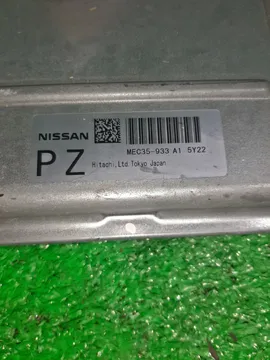 NISSAN
MEC35-933 A1 5Y22
PZ
Hitachi,Ltd.Tokyo Japan